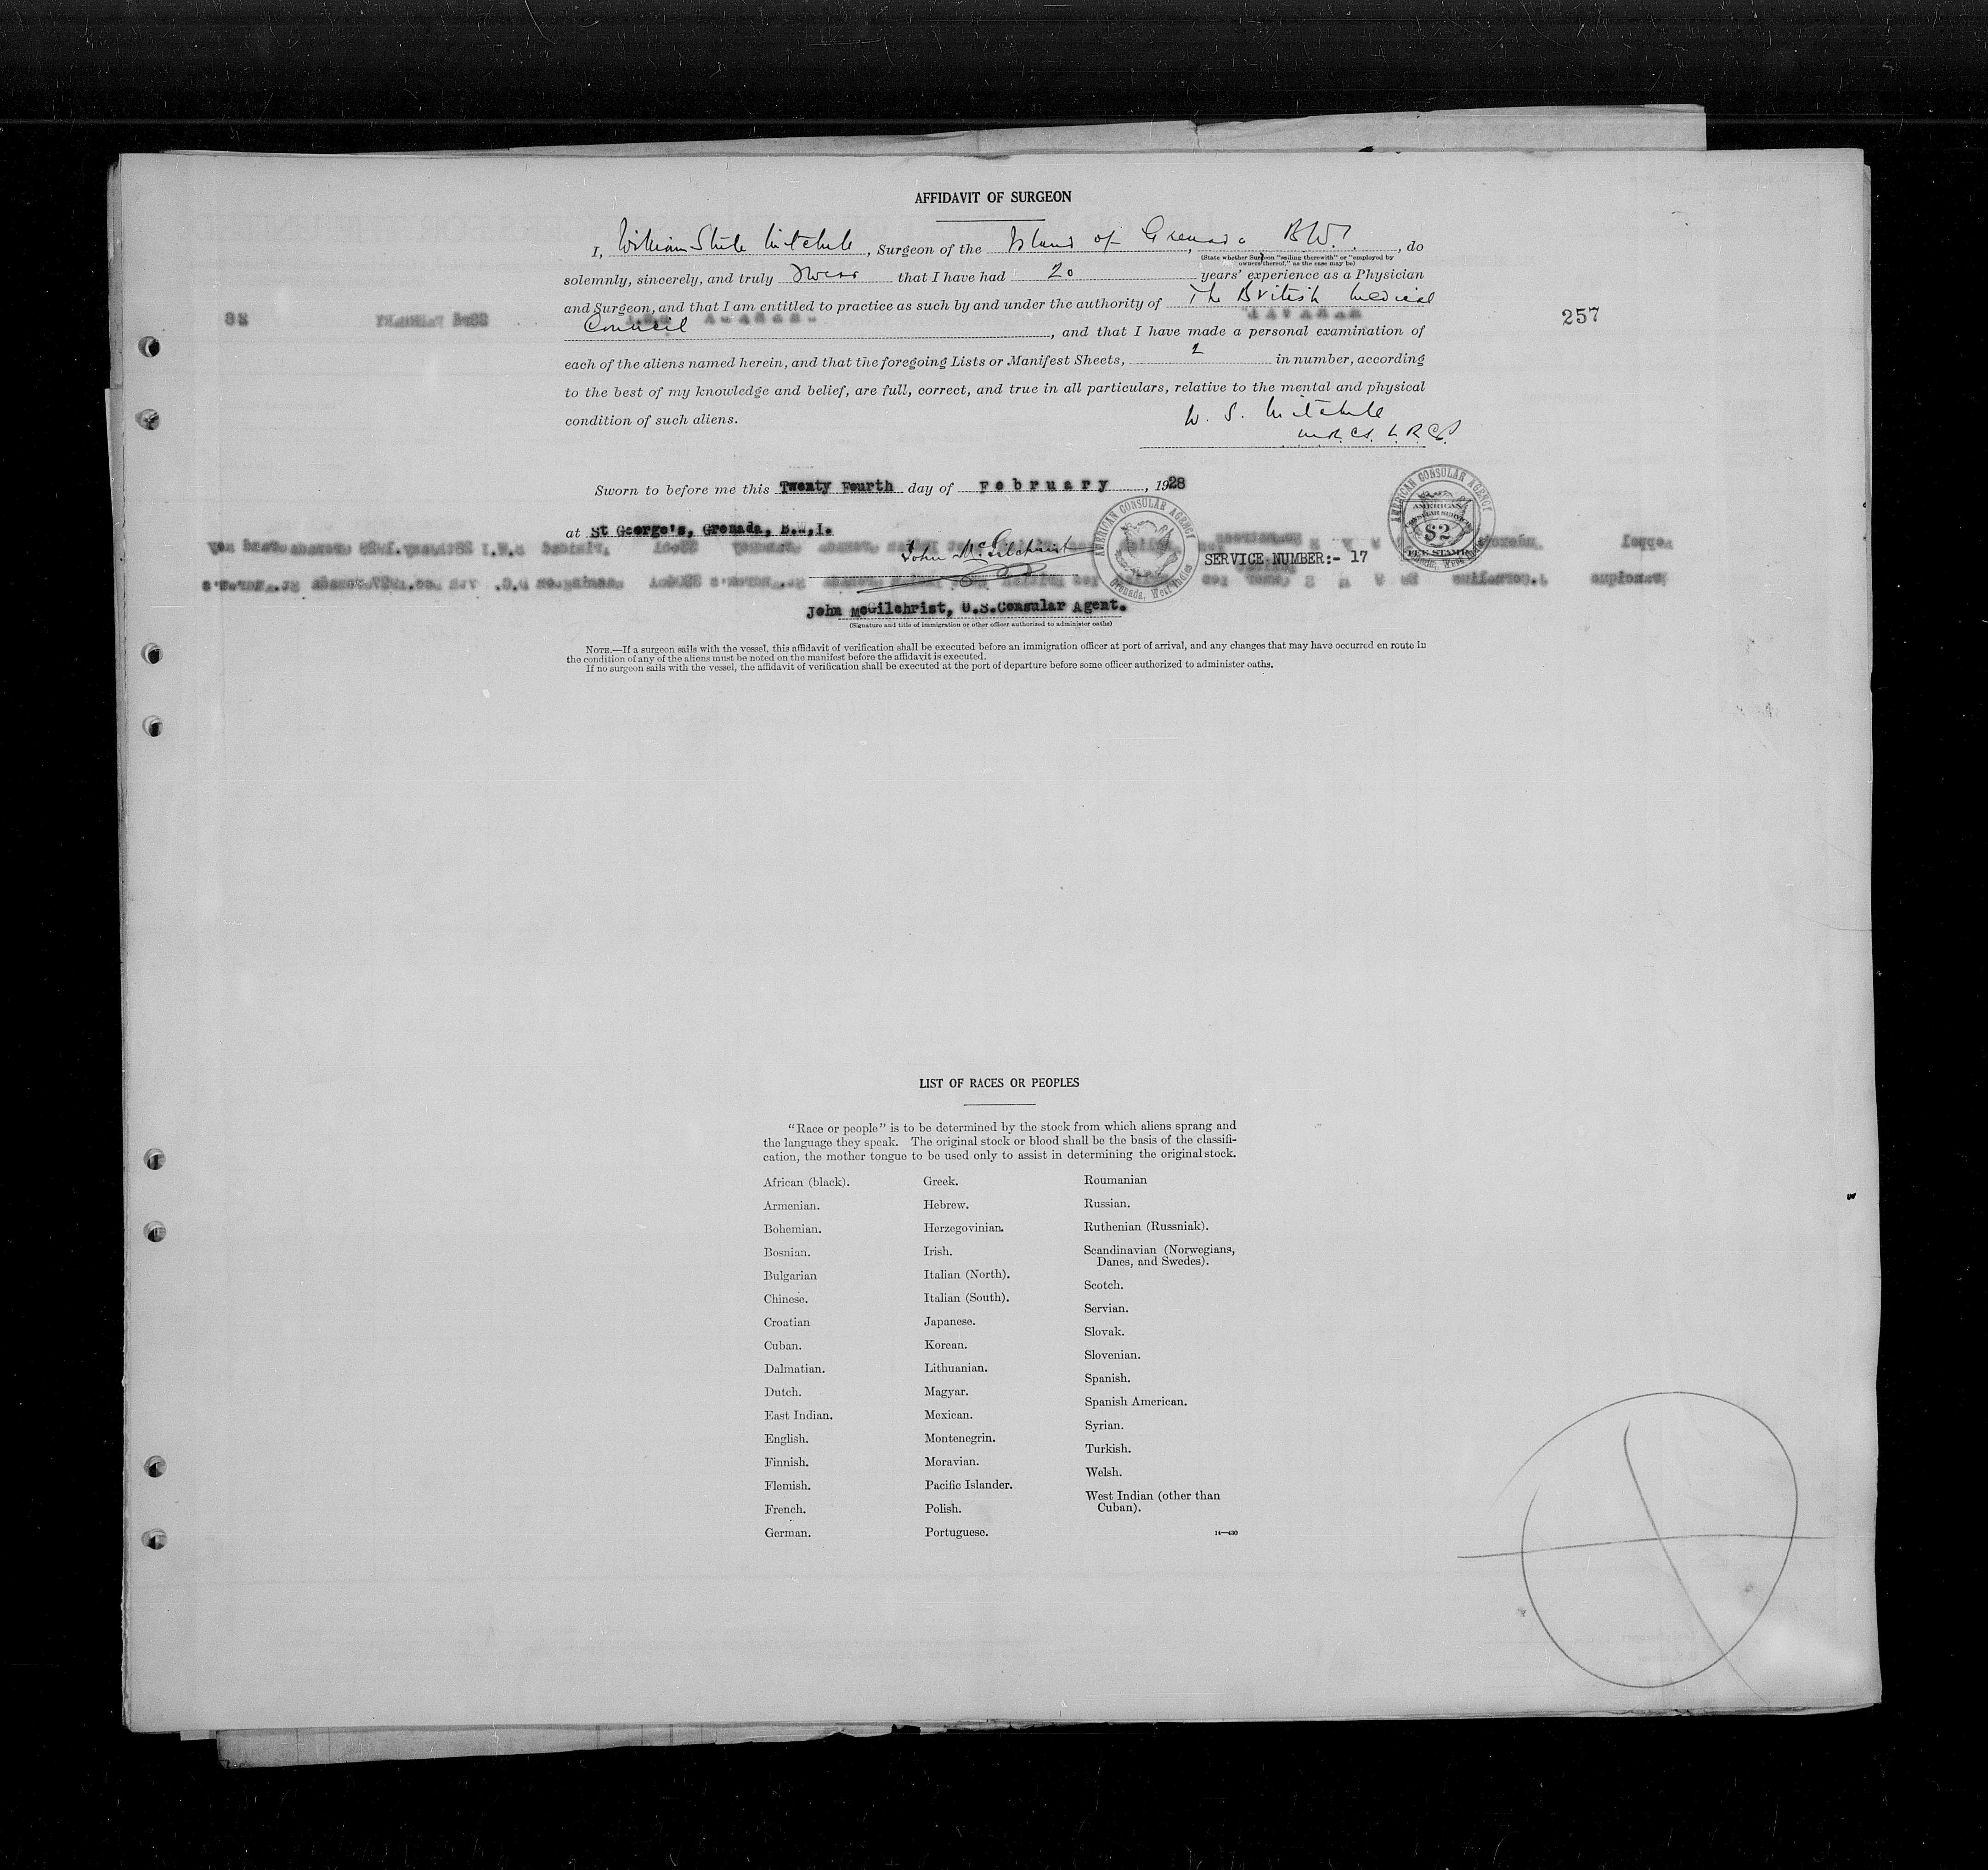 AFFIDAVIT OF SURGEON
I, William Mitchell, Surgeon of the Island of Grenada B.W.I., do
(State whether Surgeon "sailing therewith" or "employed by
owners thereof," as the case may be)
solemnly, sincerely, and truly swear that I have had 20 years' experience as a Physician
and Surgeon, and that I am entitled to practice as such by and under the authority of The British Medical
Council, and that I have made a personal examination of
257
each of the aliens named herein, and that the foregoing Lists or Manifest Sheets, in number, according
to the best of my knowledge and belief, are full, correct, and true in all particulars, relative to the mental and physical
condition of such aliens.
W. S. Mitchell
M.R.C.S. L.R.C.P.
Sworn to before me this Twenty Fourth day of February, 1928
at St George's, Grenada, B.W.I.
John McGilchrist
AMERICAN CONSULAR AGENCY
Grenada, West Indies
SERVICE NUMBER:- 17
AMERICAN CONSULAR AGENCY
AMERICAN
CONSULAR SERVICE
$2
FEE STAMP
Grenada, West Indies
John McGilchrist, U.S.Consular Agent.
(Signature and title of immigration or other officer authorized to administer oaths)
NOTE.—If a surgeon sails with the vessel, this affidavit of verification shall be executed before an immigration officer at port of arrival, and any changes that may have occurred en route in
the condition of any of the aliens must be noted on the manifest before the affidavit is executed.
If no surgeon sails with the vessel, the affidavit of verification shall be executed at the port of departure before some officer authorized to administer oaths.
LIST OF RACES OR PEOPLES
"Race or people" is to be determined by the stock from which aliens sprang and
the language they speak. The original stock or blood shall be the basis of the classifi-
cation, the mother tongue to be used only to assist in determining the original stock.
African (black).
Armenian.
Bohemian.
Bosnian.
Bulgarian
Chinese.
Croatian
Cuban.
Dalmatian.
Dutch.
East Indian.
English.
Finnish.
Flemish.
French.
German.
Greek.
Hebrew.
Herzegovinian.
Irish.
Italian (North).
Italian (South).
Japanese.
Korean.
Lithuanian.
Magyar.
Mexican.
Montenegrin.
Moravian.
Pacific Islander.
Polish.
Portuguese.
Roumanian
Russian.
Ruthenian (Russniak).
Scandinavian (Norwegians,
Danes, and Swedes).
Scotch.
Servian.
Slovak.
Slovenian.
Spanish.
Spanish American.
Syrian.
Turkish.
Welsh.
West Indian (other than
Cuban).
14—430